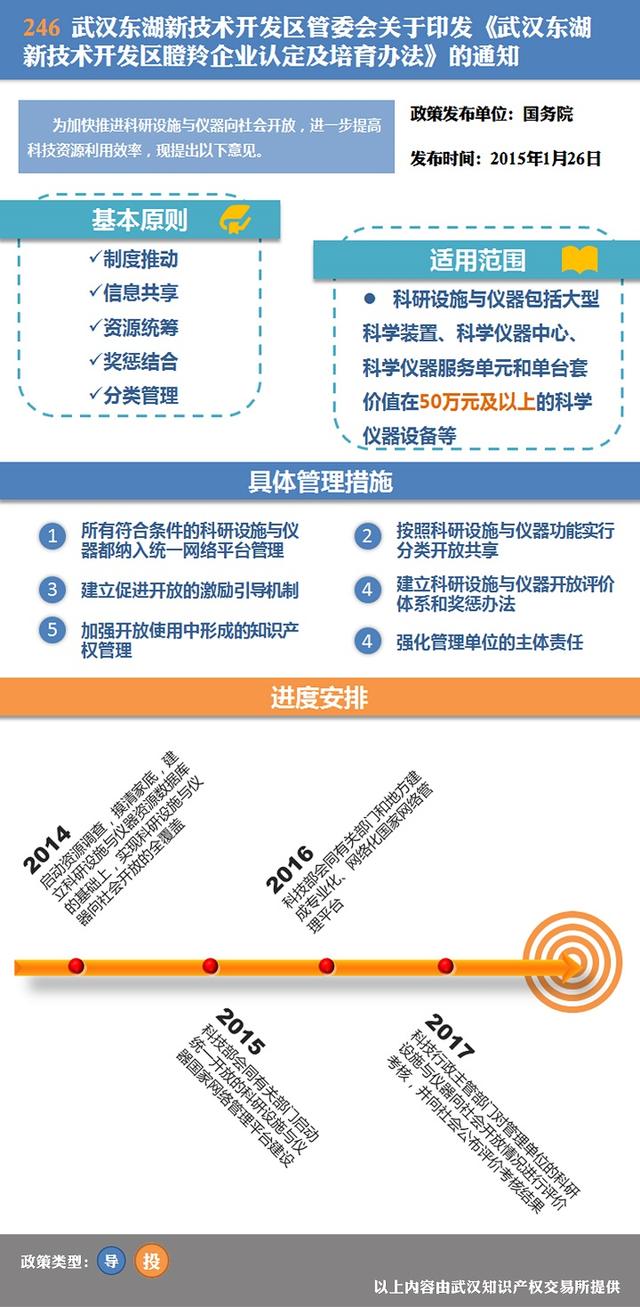 246 武汉东湖新技术开发区管委会关于印发《武汉东湖
新技术开发区瞪羚企业认定及培育办法》的通知
为加快推进科研设施与仪器向社会开放，进一步提高
科技资源利用效率，现提出以下意见。
政策发布单位：国务院
发布时间：2015年1月26日
基本原则
✓制度推动
✓信息共享
✓资源统筹
✓奖惩结合
✓分类管理
适用范围
● 科研设施与仪器包括大型
科学装置、科学仪器中心、
科学仪器服务单元和单台套
价值在50万元及以上的科学
仪器设备等
具体管理措施
1 所有符合条件的科研设施与仪
器都纳入统一网络平台管理
2 按照科研设施与仪器功能实行
分类开放共享
3 建立促进开放的激励引导机制
4 建立科研设施与仪器开放评价
体系和奖惩办法
5 加强开放使用中形成的知识产
权管理
4 强化管理单位的主体责任
进度安排
2014
启动资源调查，摸清家底，建
立科研设施与仪器资源数据库
的基础上，实现科研设施与仪
器向社会开放的全覆盖
2016
科技部会同有关部门和地方建
成专业化、网络化国家网络管
理平台
2015
科技部会同有关部门启动
统一开放的科研设施与仪
器国家网络管理平台建设
2017
科技行政主管部门对管理单位的科研
设施与仪器向社会开放情况进行评价
考核，并向社会公布评价考核结果
政策类型： 导 投
以上内容由武汉知识产权交易所提供